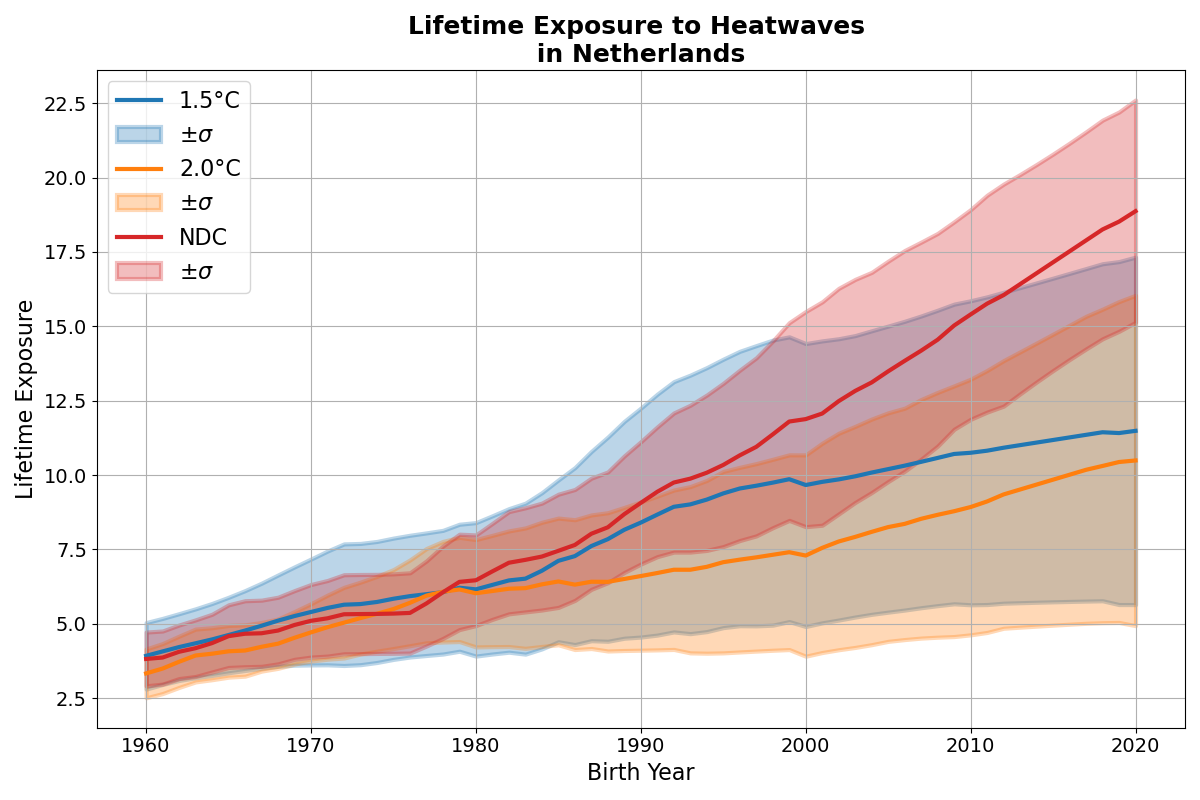 Lifetime Exposure to Heatwaves
in Netherlands
1.5°C
±σ
2.0°C
±σ
NDC
±σ
Lifetime Exposure
22.5
20.0
17.5
15.0
12.5
10.0
7.5
5.0
2.5
1960 1970 1980 1990 2000 2010 2020
Birth Year